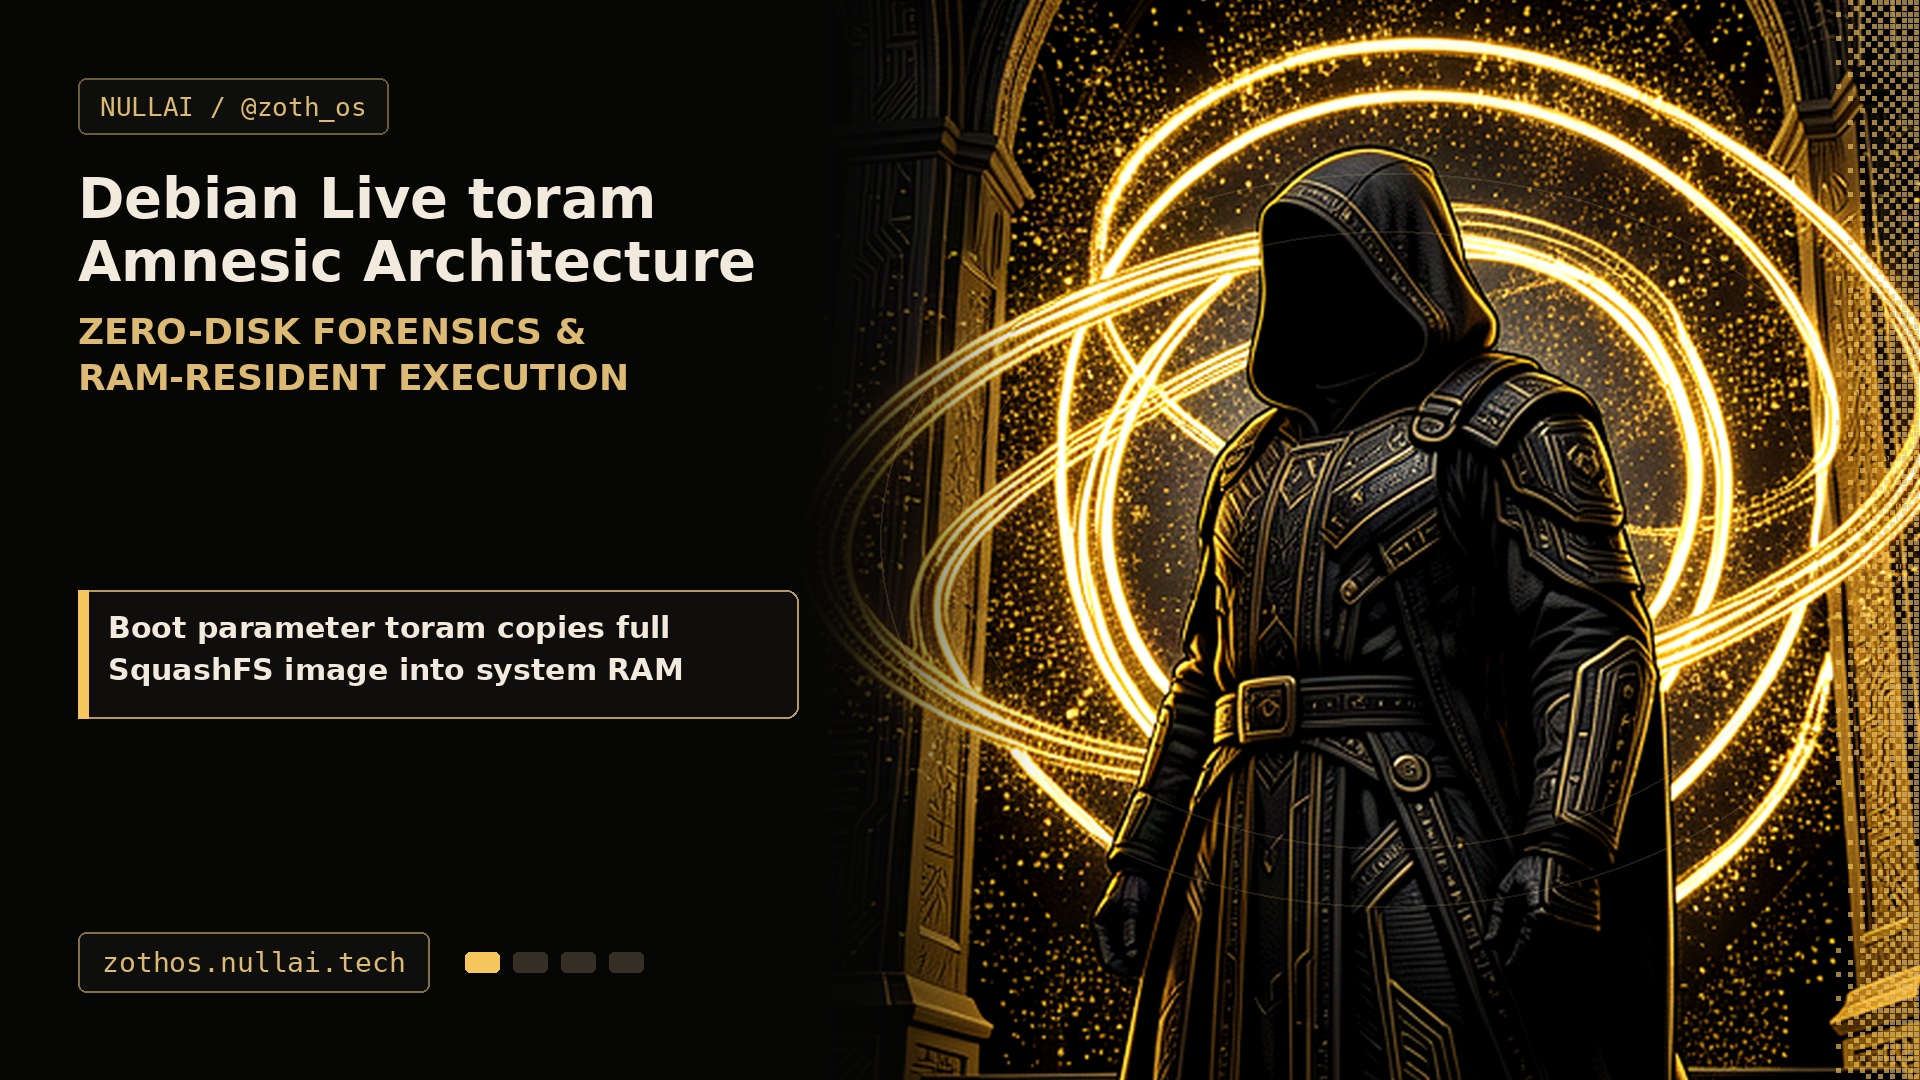 NULLAI / @zoth_os
Debian Live toram
Amnesic Architecture
ZERO-DISK FORENSICS &
RAM-RESIDENT EXECUTION
Boot parameter toram copies full
SquashFS image into system RAM
zothos.nullai.tech